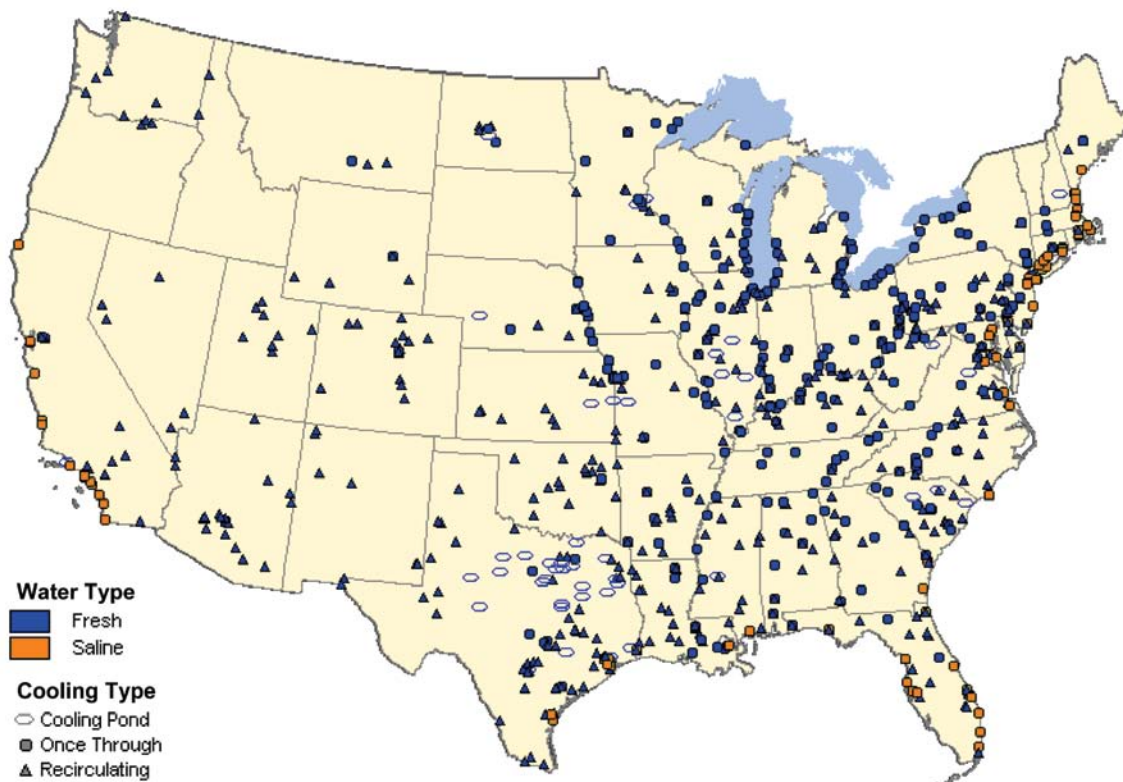 Water Type
Fresh
Saline
Cooling Type
Cooling Pond
Once Through
Recirculating